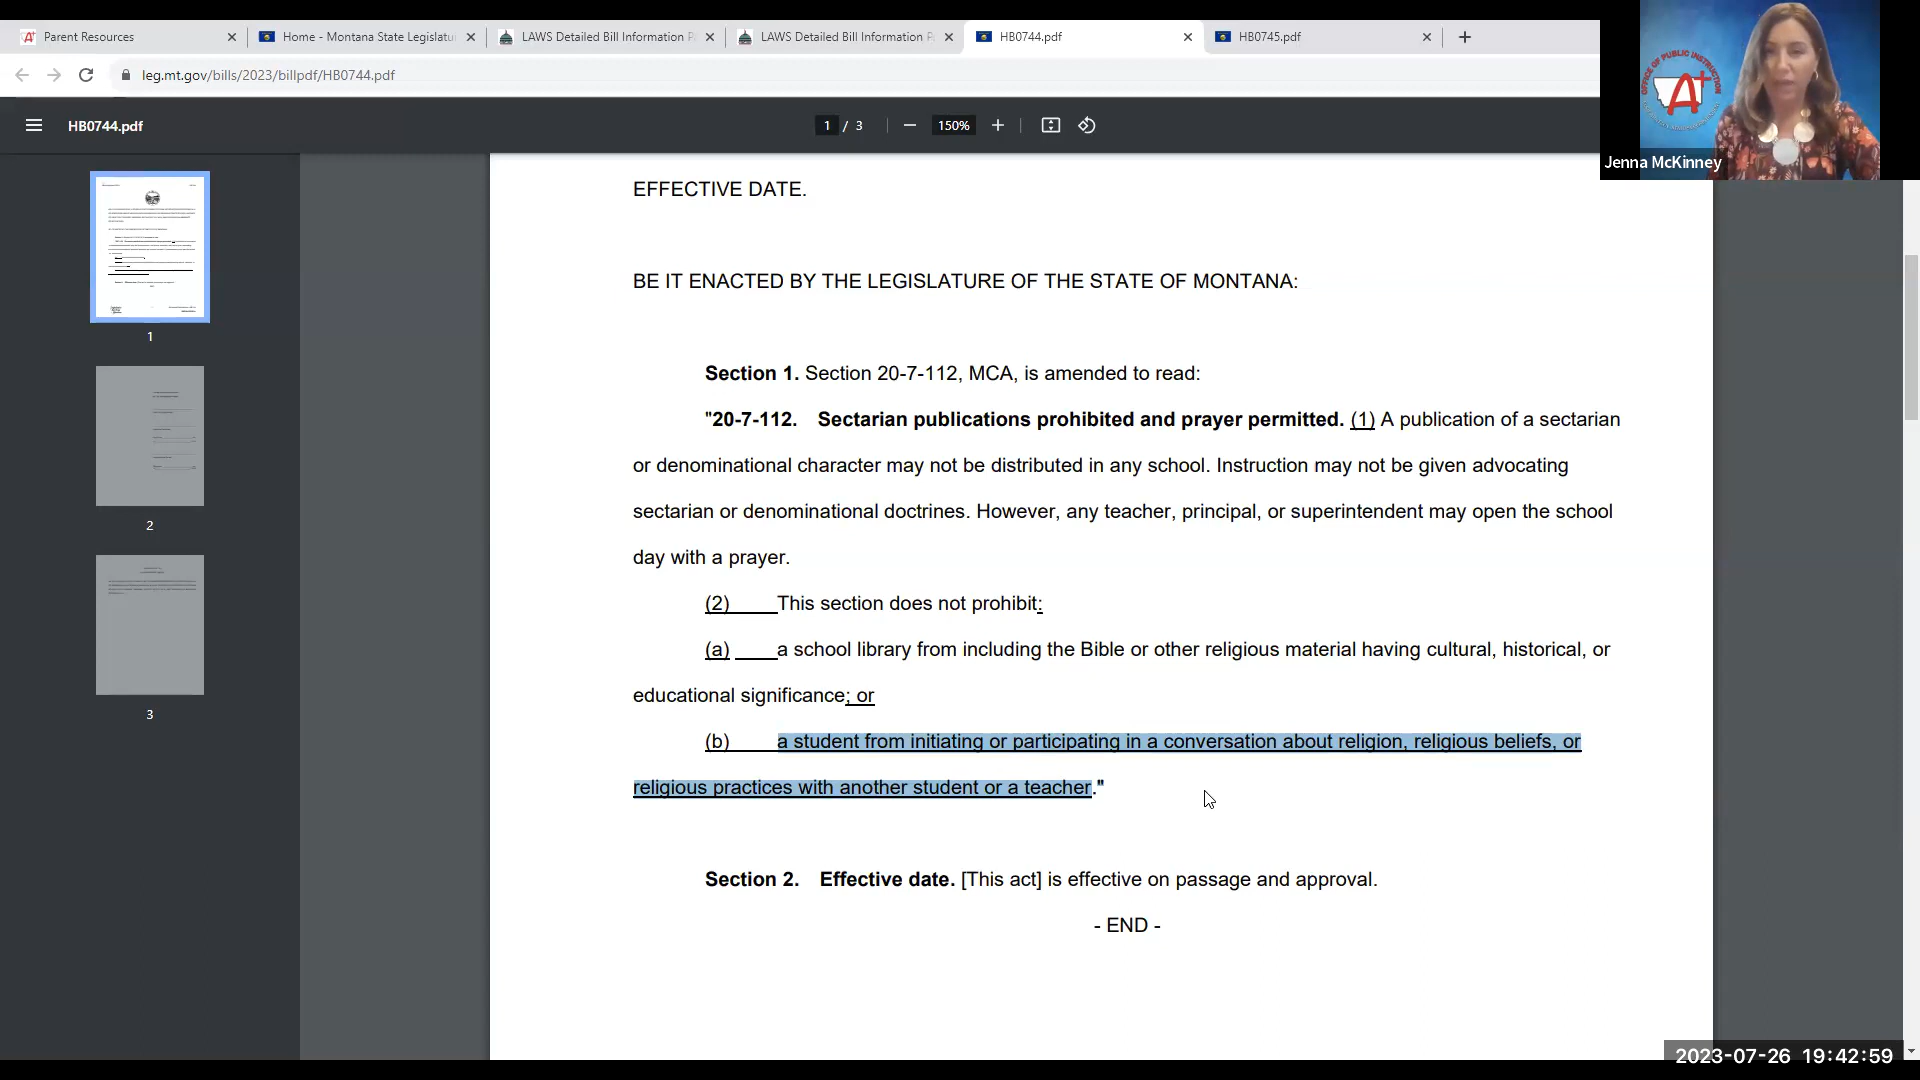 Parent Resources
Home - Montana State Legislatu
LAWS Detailed Bill Information P
LAWS Detailed Bill Information P
HB0744.pdf
HB0745.pdf
leg.mt.gov/bills/2023/billpdf/HB0744.pdf
HB0744.pdf
1 / 3
150%
OFFICE OF PUBLIC INSTRUCTION
A+
Jenna McKinney
1
2
3
EFFECTIVE DATE.
BE IT ENACTED BY THE LEGISLATURE OF THE STATE OF MONTANA:
Section 1. Section 20-7-112, MCA, is amended to read:
"20-7-112. Sectarian publications prohibited and prayer permitted. (1) A publication of a sectarian
or denominational character may not be distributed in any school. Instruction may not be given advocating
sectarian or denominational doctrines. However, any teacher, principal, or superintendent may open the school
day with a prayer.
(2) This section does not prohibit:
(a) a school library from including the Bible or other religious material having cultural, historical, or
educational significance; or
(b) a student from initiating or participating in a conversation about religion, religious beliefs, or
religious practices with another student or a teacher."
Section 2. Effective date. [This act] is effective on passage and approval.
- END -
2023-07-26 19:42:59